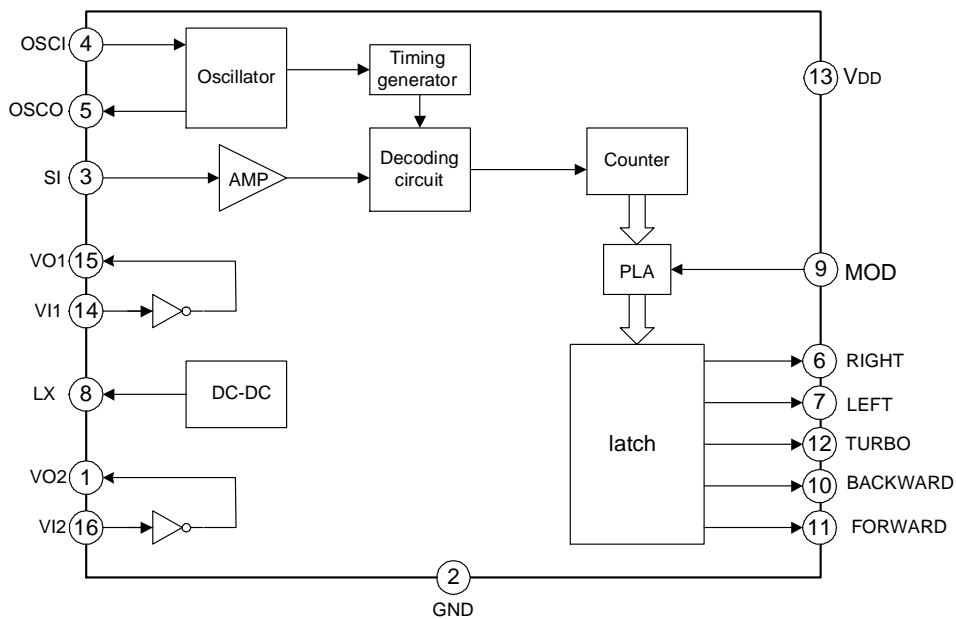 OSCI
4
Oscillator
Timing
generator
13
VDD
OSCO
5
SI
3
AMP
Decoding
circuit
Counter
VO1
15
PLA
9
MOD
VI1
14
LX
8
DC-DC
latch
6
RIGHT
7
LEFT
12
TURBO
VO2
1
10
BACKWARD
VI2
16
11
FORWARD
2
GND